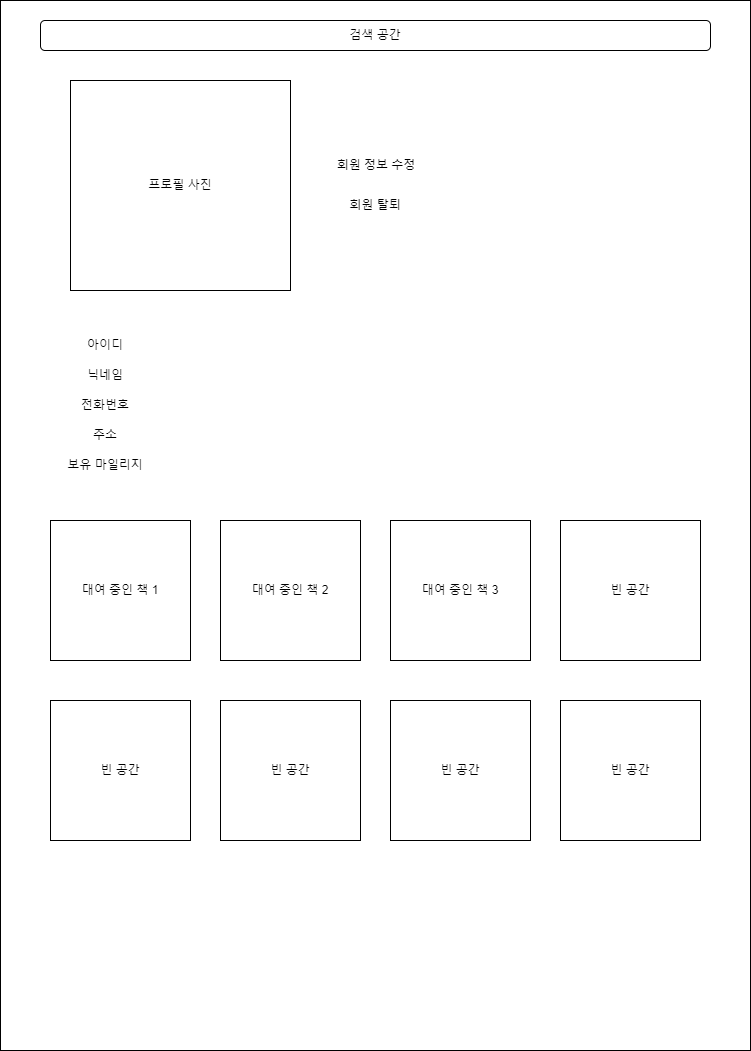 검색 공간
프로필 사진
회원 정보 수정
회원 탈퇴
아이디
닉네임
전화번호
주소
보유 마일리지
대여 중인 책 1
대여 중인 책 2
대여 중인 책 3
빈 공간
빈 공간
빈 공간
빈 공간
빈 공간